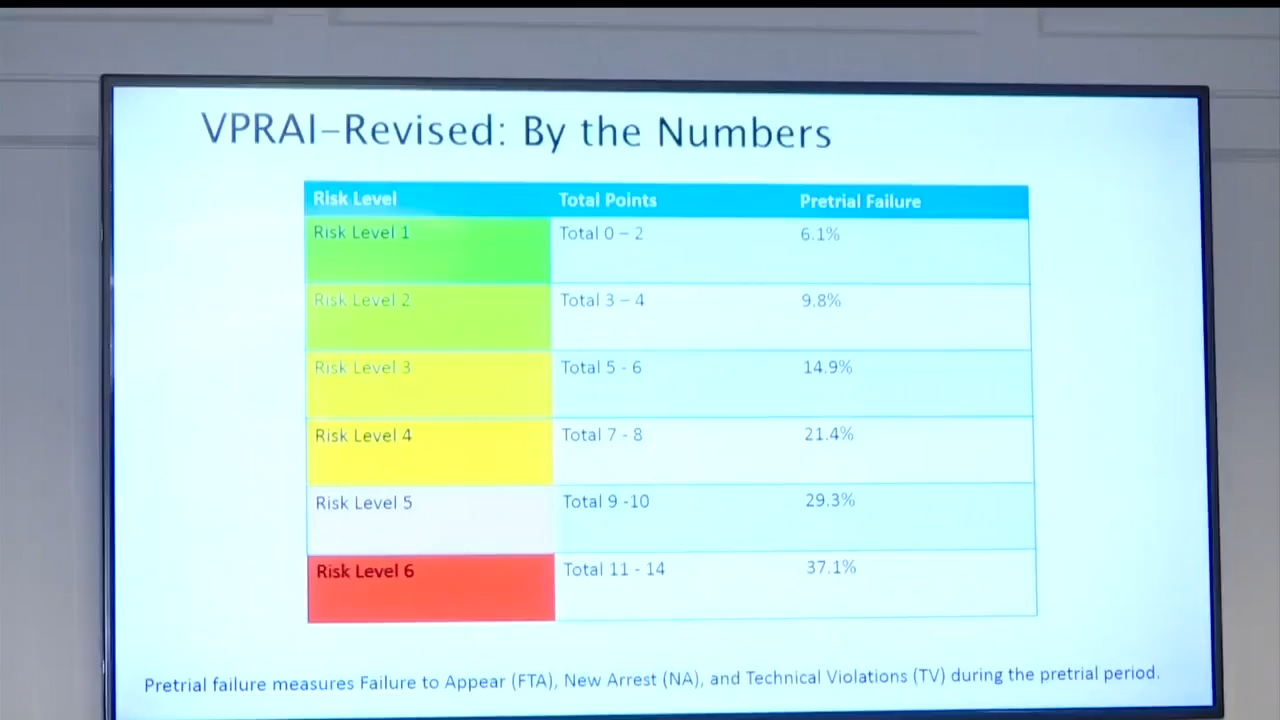 VPRAI-Revised: By the Numbers
Risk Level Total Points Pretrial Failure
Risk Level 1 Total 0 – 2 6.1%
Risk Level 2 Total 3 – 4 9.8%
Risk Level 3 Total 5 - 6 14.9%
Risk Level 4 Total 7 - 8 21.4%
Risk Level 5 Total 9 -10 29.3%
Risk Level 6 Total 11 - 14 37.1%
Pretrial failure measures Failure to Appear (FTA), New Arrest (NA), and Technical Violations (TV) during the pretrial period.